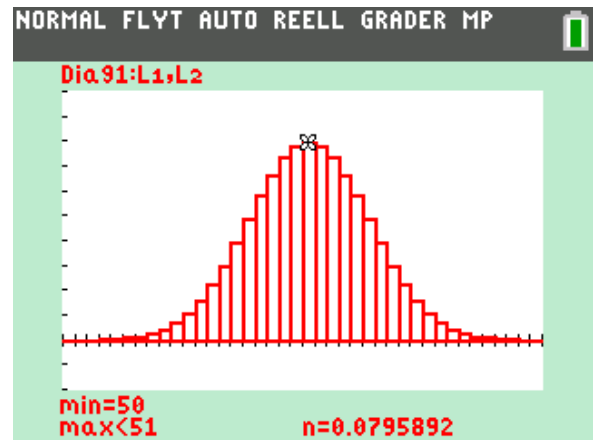 NORMAL FLYT AUTO REELL GRADER MP
Dia91:L1,L2
min=50
max<51 n=0.0795892